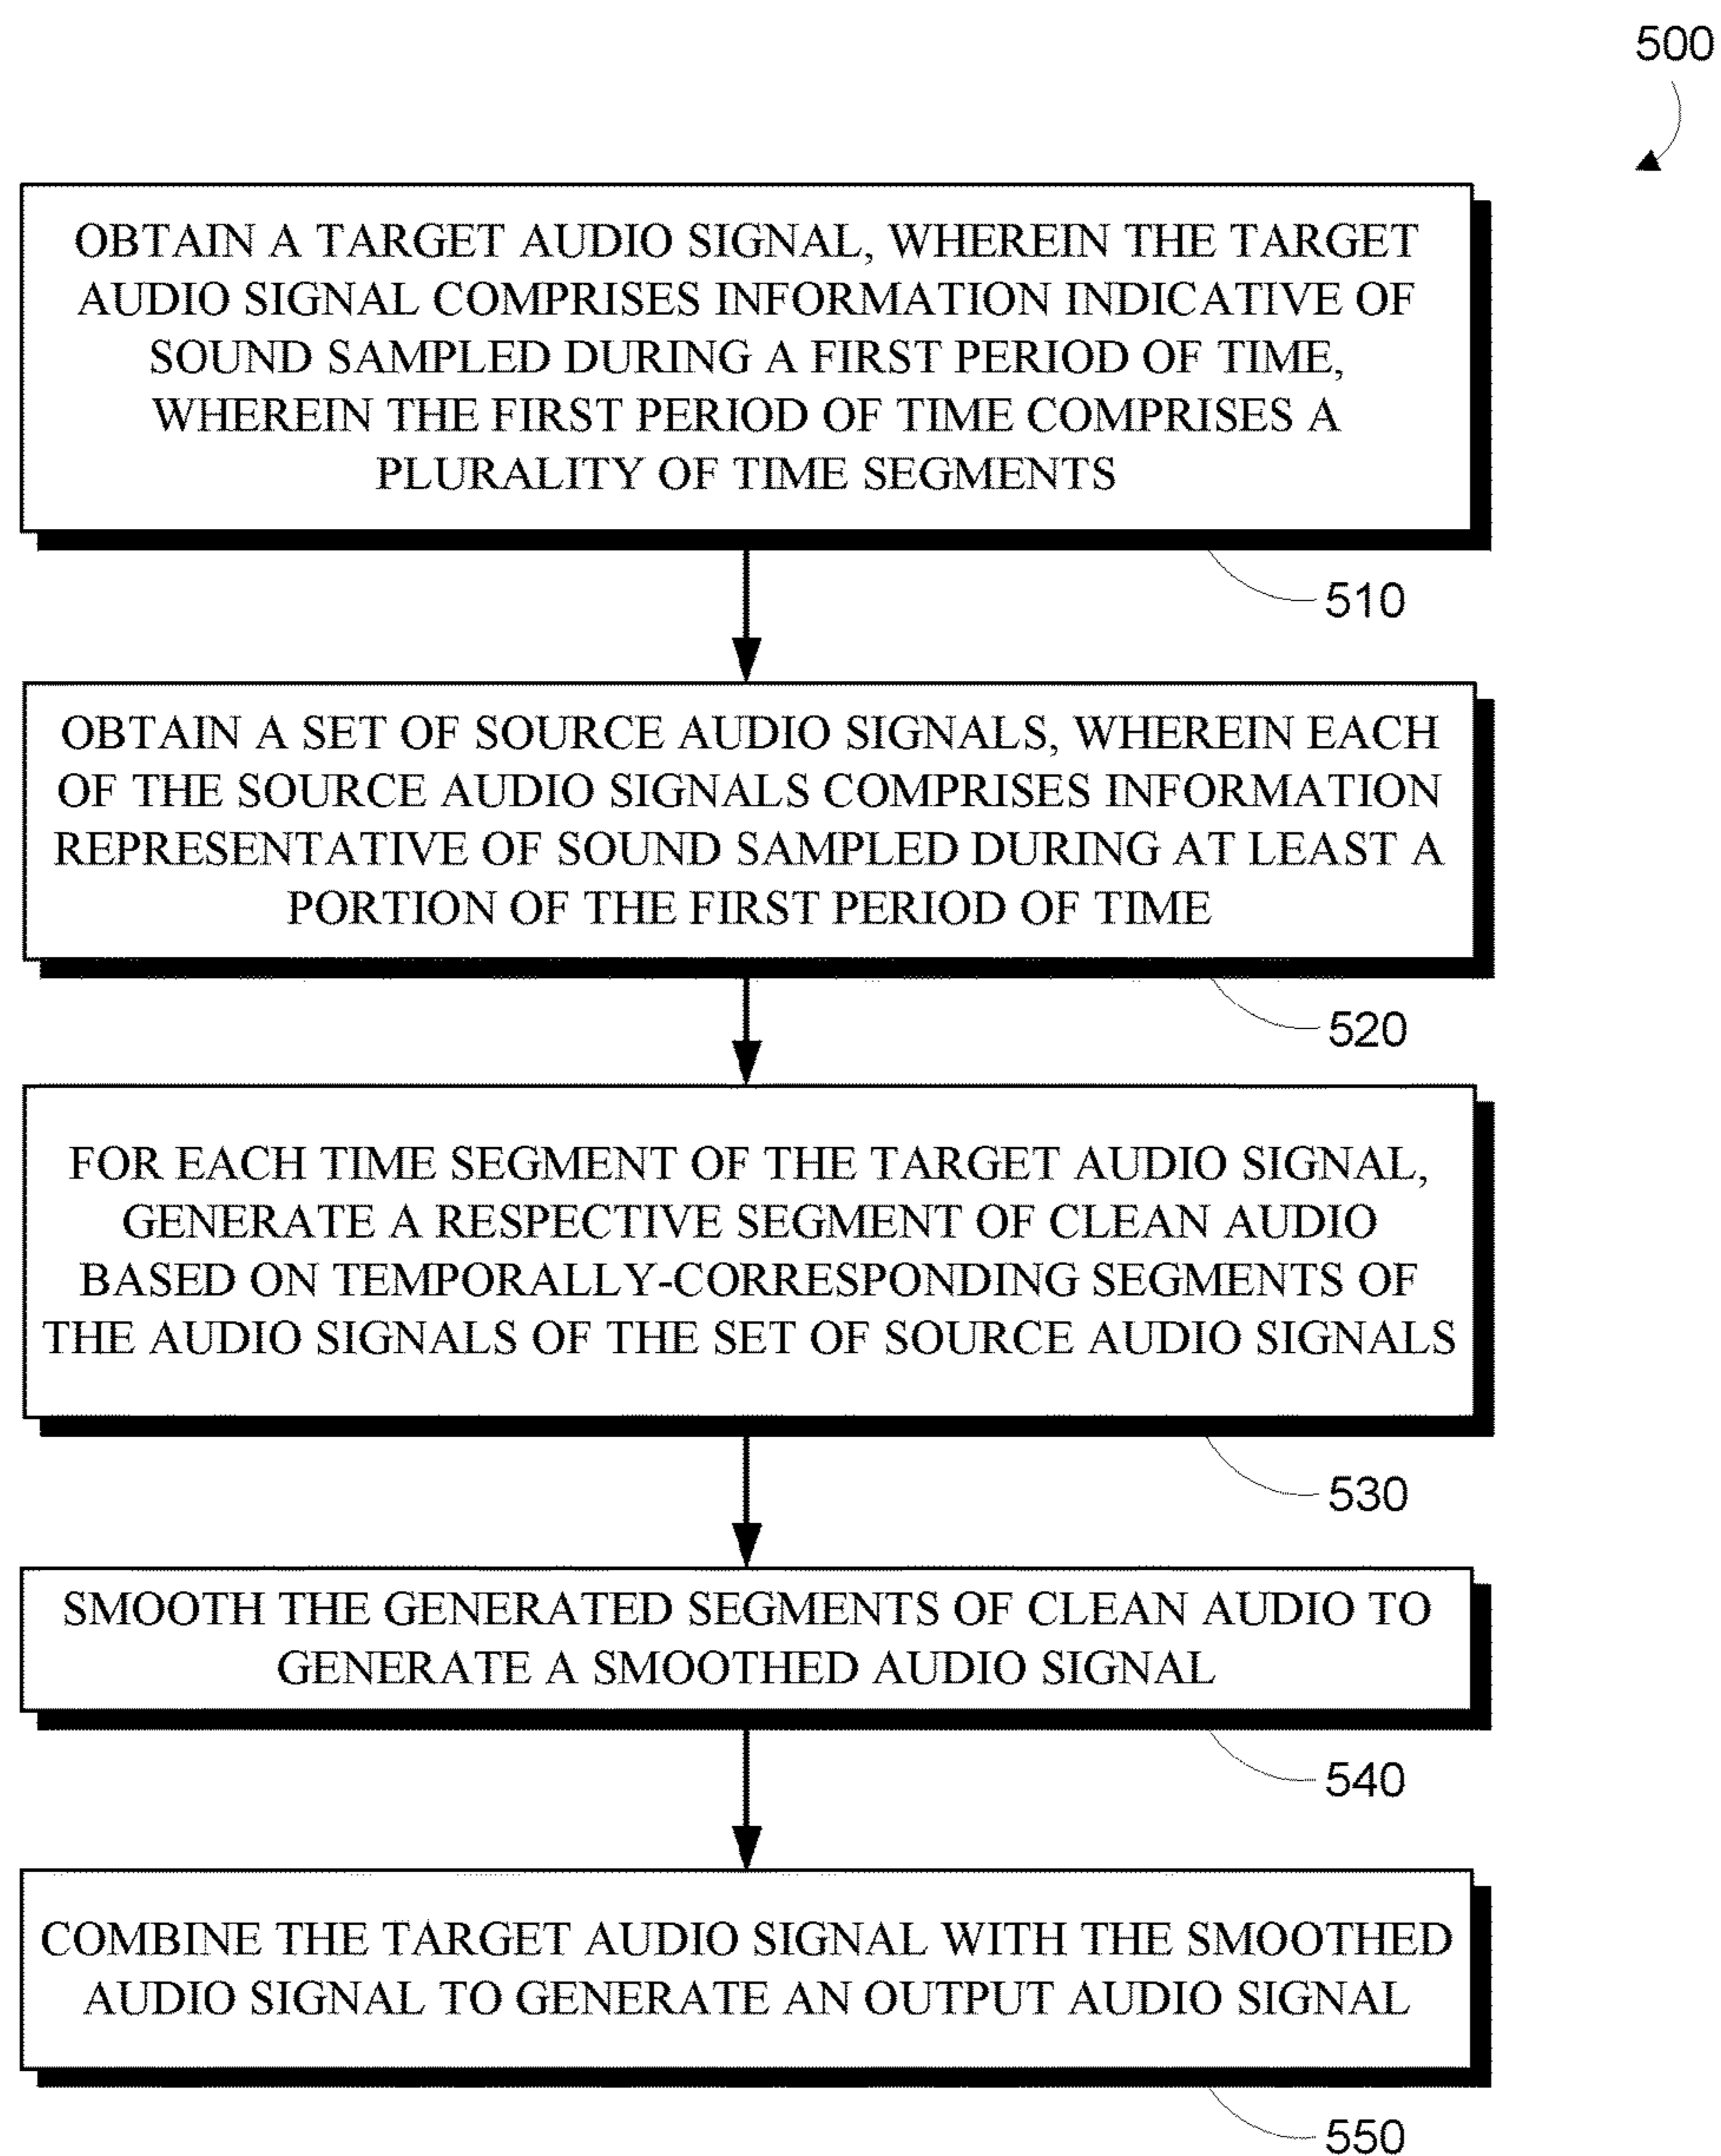 500
OBTAIN A TARGET AUDIO SIGNAL, WHEREIN THE TARGET
AUDIO SIGNAL COMPRISES INFORMATION INDICATIVE OF
SOUND SAMPLED DURING A FIRST PERIOD OF TIME,
WHEREIN THE FIRST PERIOD OF TIME COMPRISES A
PLURALITY OF TIME SEGMENTS
510
OBTAIN A SET OF SOURCE AUDIO SIGNALS, WHEREIN EACH
OF THE SOURCE AUDIO SIGNALS COMPRISES INFORMATION
REPRESENTATIVE OF SOUND SAMPLED DURING AT LEAST A
PORTION OF THE FIRST PERIOD OF TIME
520
FOR EACH TIME SEGMENT OF THE TARGET AUDIO SIGNAL,
GENERATE A RESPECTIVE SEGMENT OF CLEAN AUDIO
BASED ON TEMPORALLY-CORRESPONDING SEGMENTS OF
THE AUDIO SIGNALS OF THE SET OF SOURCE AUDIO SIGNALS
530
SMOOTH THE GENERATED SEGMENTS OF CLEAN AUDIO TO
GENERATE A SMOOTHED AUDIO SIGNAL
540
COMBINE THE TARGET AUDIO SIGNAL WITH THE SMOOTHED
AUDIO SIGNAL TO GENERATE AN OUTPUT AUDIO SIGNAL
550